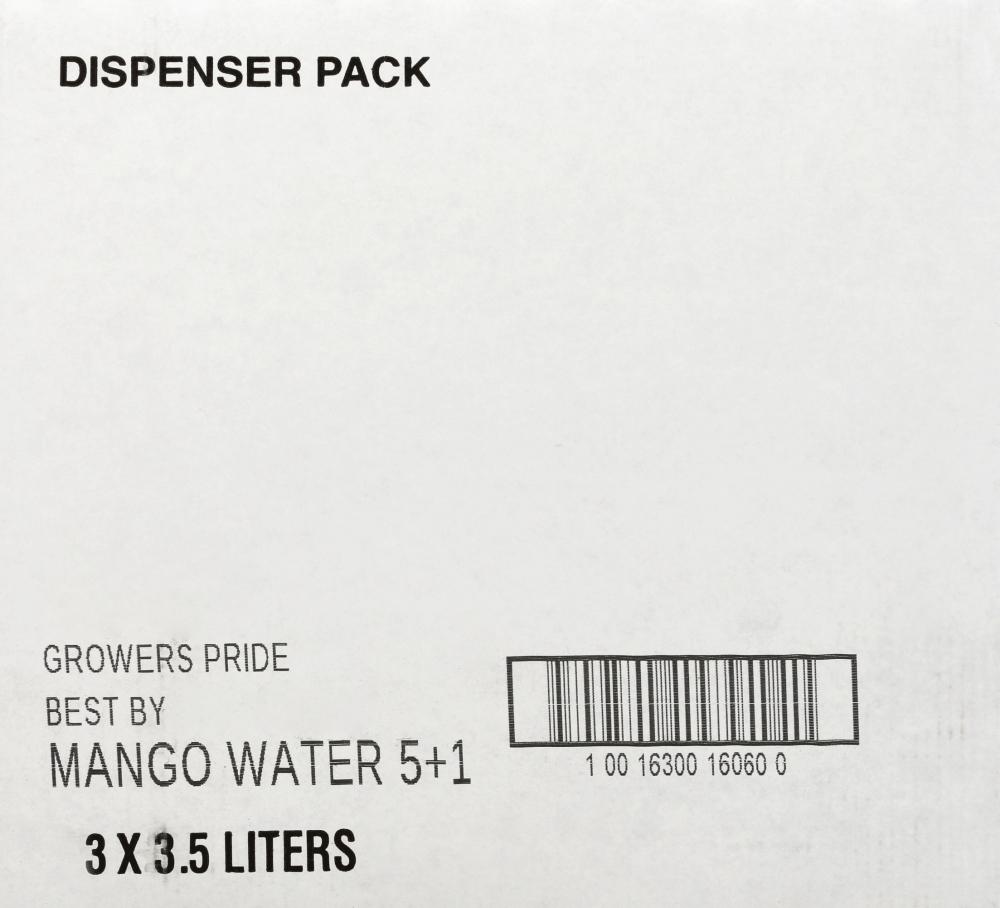 DISPENSER PACK
GROWERS PRIDE
BEST BY
MANGO WATER 5+1
1 00 16300 16060 0
3 X 3.5 LITERS